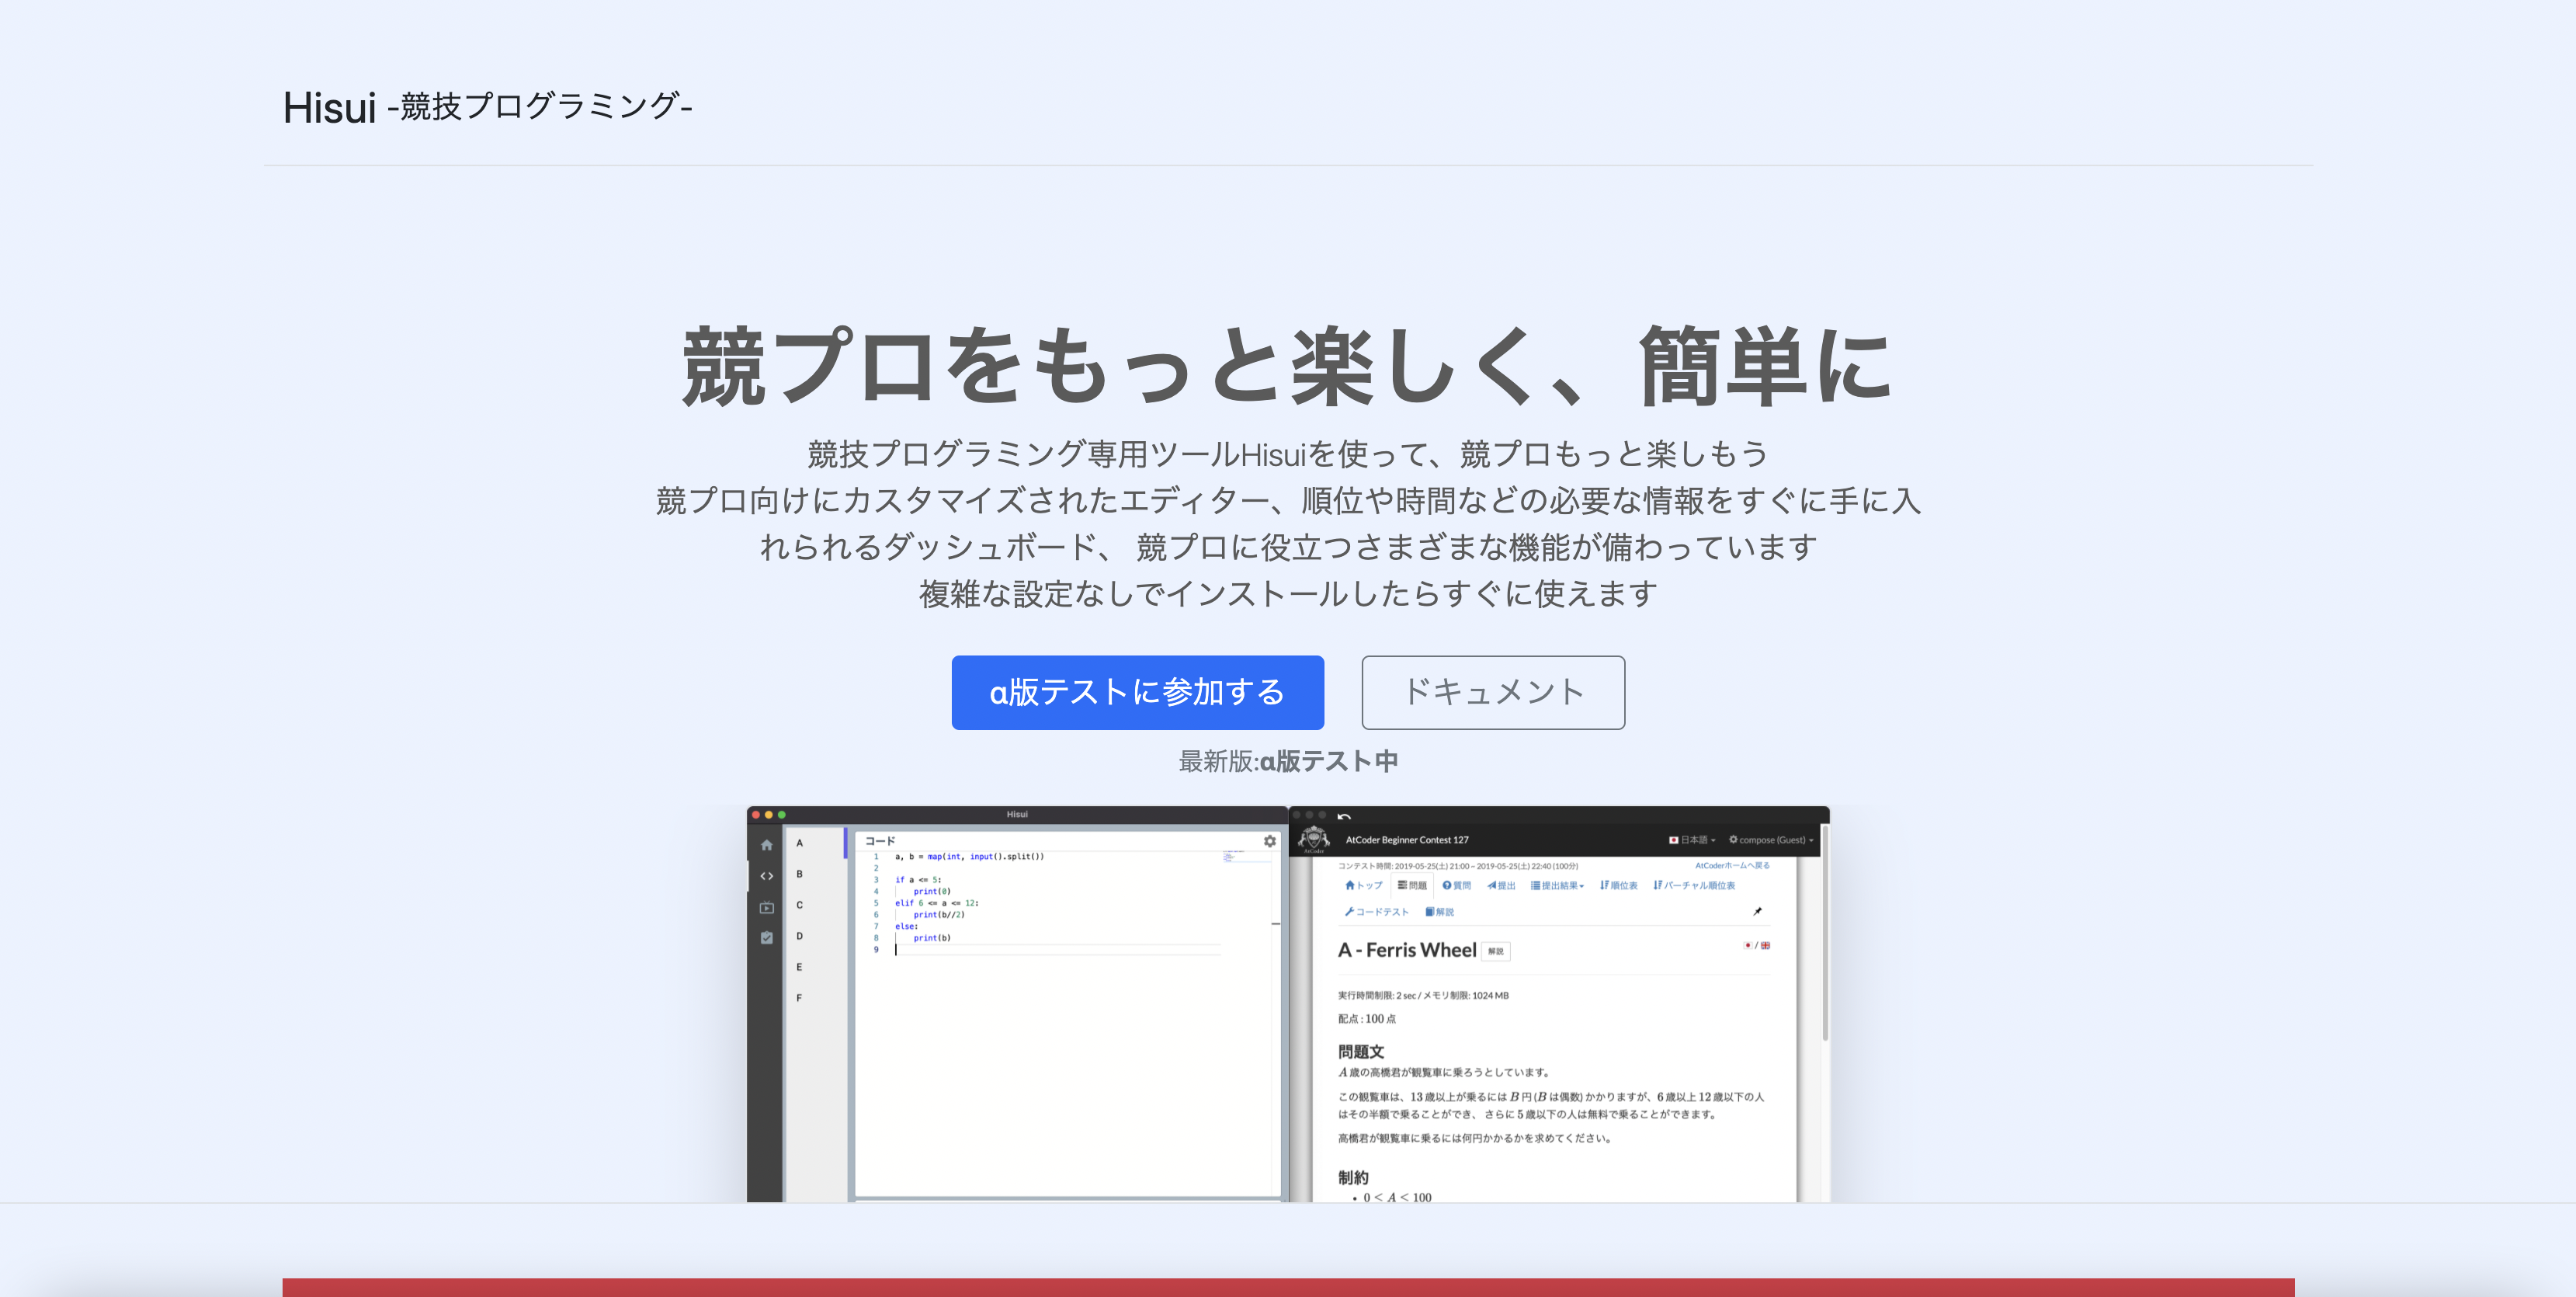 Hisui -競技プログラミング-
競プロをもっと楽しく、簡単に
競技プログラミング専用ツールHisuiを使って、競プロもっと楽しもう
競プロ向けにカスタマイズされたエディター、順位や時間などの必要な情報をすぐに手に入
れられるダッシュボード、 競プロに役立つさまざまな機能が備わっています
複雑な設定なしでインストールしたらすぐに使えます
α版テストに参加する
ドキュメント
最新版:α版テスト中
Hisui
A
B
C
D
E
F
コード
1 a, b = map(int, input().split())
2
3 if a <= 5:
4 print(0)
5 elif 6 <= a <= 12:
6 print(b//2)
7 else:
8 print(b)
9
AtCoder
AtCoder Beginner Contest 127
日本語
compose (Guest)
コンテスト時間: 2019-05-25(土) 21:00 ~ 2019-05-25(土) 22:40 (100分)
AtCoderホームへ戻る
トップ 問題 質問 提出 提出結果 順位表 バーチャル順位表
コードテスト 解説
A - Ferris Wheel 解説
/
実行時間制限: 2 sec / メモリ制限: 1024 MB
配点 : 100 点
問題文
A 歳の高橋君が観覧車に乗ろうとしています。
この観覧車は、13 歳以上が乗るには B 円 (B は偶数) かかりますが、6 歳以上 12 歳以下の人
はその半額で乗ることができ、 さらに 5 歳以下の人は無料で乗ることができます。
高橋君が観覧車に乗るには何円かかるかを求めてください。
制約